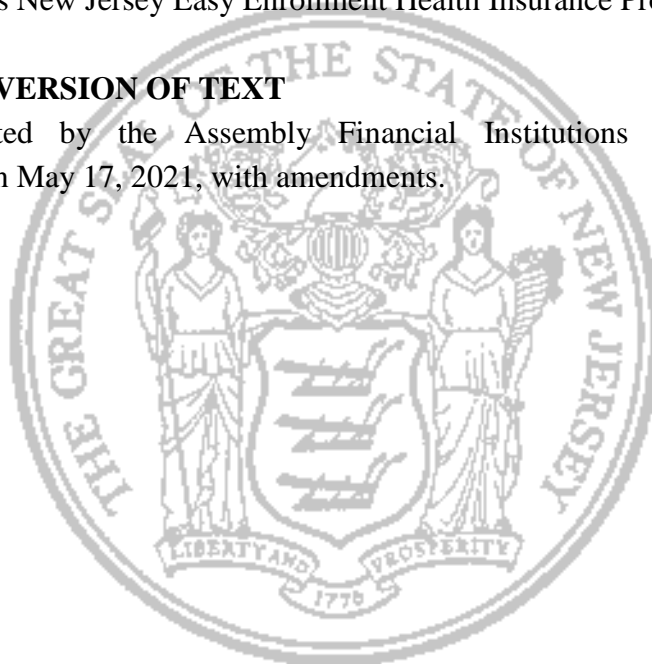 s New Jersey Easy Enrollment Health Insurance Pro
VERSION OF TEXT
ted by the Assembly Financial Institutions
n May 17, 2021, with amendments.
THE GREAT SEAL OF THE STATE OF NEW JERSEY
LIBERTY AND PROSPERITY
1776